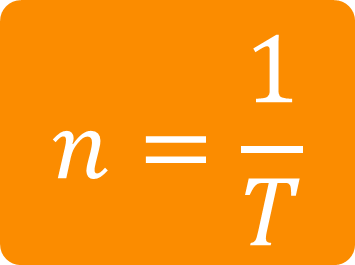 n = 1/T